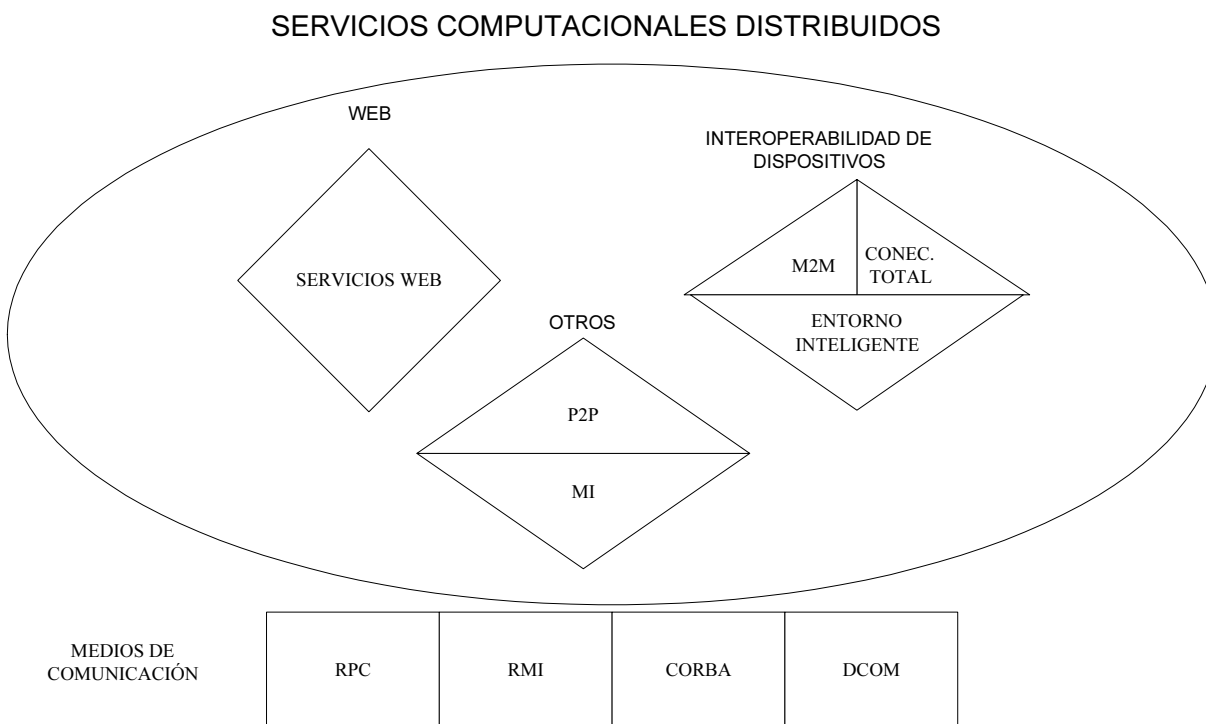 SERVICIOS COMPUTACIONALES DISTRIBUIDOS
WEB
SERVICIOS WEB
INTEROPERABILIDAD DE
DISPOSITIVOS
M2M
CONEC.
TOTAL
ENTORNO
INTELIGENTE
OTROS
P2P
MI
MEDIOS DE
COMUNICACIÓN
RPC
RMI
CORBA
DCOM